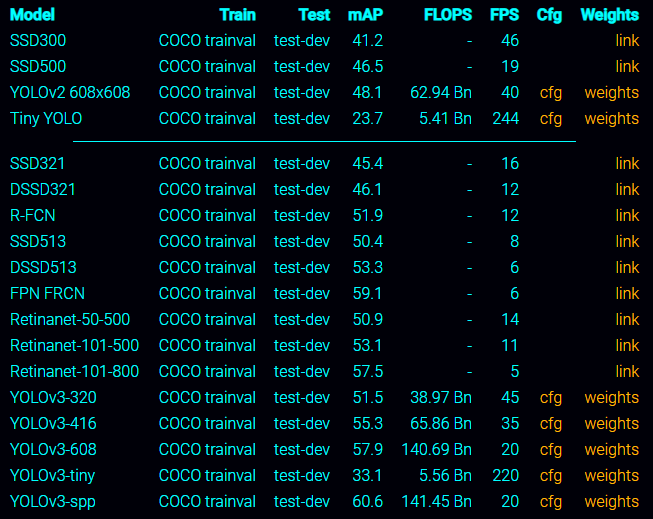 Model Train Test mAP FLOPS FPS Cfg Weights
SSD300 COCO trainval test-dev 41.2 - 46 link
SSD500 COCO trainval test-dev 46.5 - 19 link
YOLOv2 608x608 COCO trainval test-dev 48.1 62.94 Bn 40 cfg weights
Tiny YOLO COCO trainval test-dev 23.7 5.41 Bn 244 cfg weights
SSD321 COCO trainval test-dev 45.4 - 16 link
DSSD321 COCO trainval test-dev 46.1 - 12 link
R-FCN COCO trainval test-dev 51.9 - 12 link
SSD513 COCO trainval test-dev 50.4 - 8 link
DSSD513 COCO trainval test-dev 53.3 - 6 link
FPN FRCN COCO trainval test-dev 59.1 - 6 link
Retinanet-50-500 COCO trainval test-dev 50.9 - 14 link
Retinanet-101-500 COCO trainval test-dev 53.1 - 11 link
Retinanet-101-800 COCO trainval test-dev 57.5 - 5 link
YOLOv3-320 COCO trainval test-dev 51.5 38.97 Bn 45 cfg weights
YOLOv3-416 COCO trainval test-dev 55.3 65.86 Bn 35 cfg weights
YOLOv3-608 COCO trainval test-dev 57.9 140.69 Bn 20 cfg weights
YOLOv3-tiny COCO trainval test-dev 33.1 5.56 Bn 220 cfg weights
YOLOv3-spp COCO trainval test-dev 60.6 141.45 Bn 20 cfg weights